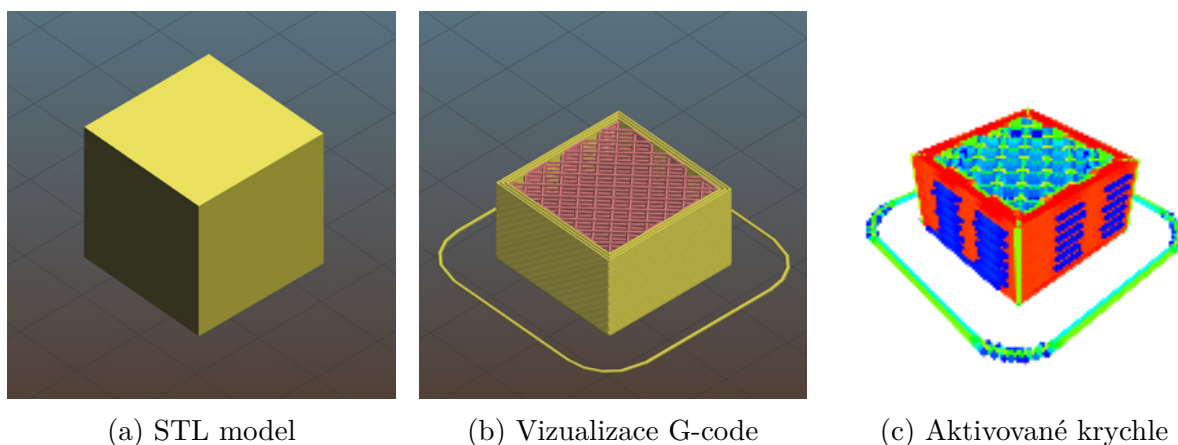 (a) STL model
(b) Vizualizace G-code
(c) Aktivované krychle